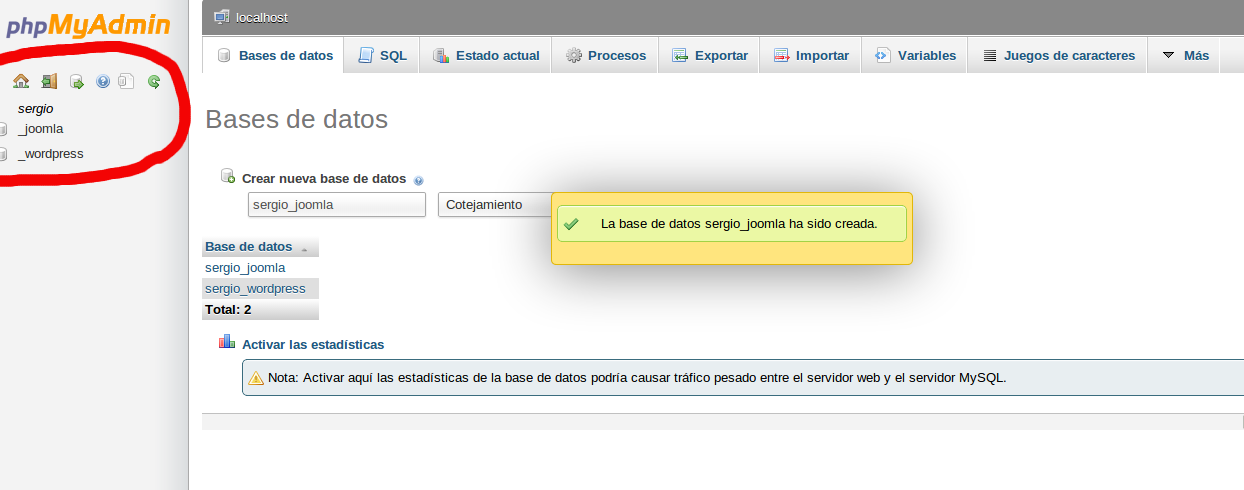 phpMyAdmin
sergio
_joomla
_wordpress
localhost
Bases de datos SQL Estado actual Procesos Exportar Importar Variables Juegos de caracteres Más
Bases de datos
Crear nueva base de datos
sergio_joomla Cotejamiento
La base de datos sergio_joomla ha sido creada.
Base de datos
sergio_joomla
sergio_wordpress
Total: 2
Activar las estadísticas
Nota: Activar aquí las estadísticas de la base de datos podría causar tráfico pesado entre el servidor web y el servidor MySQL.